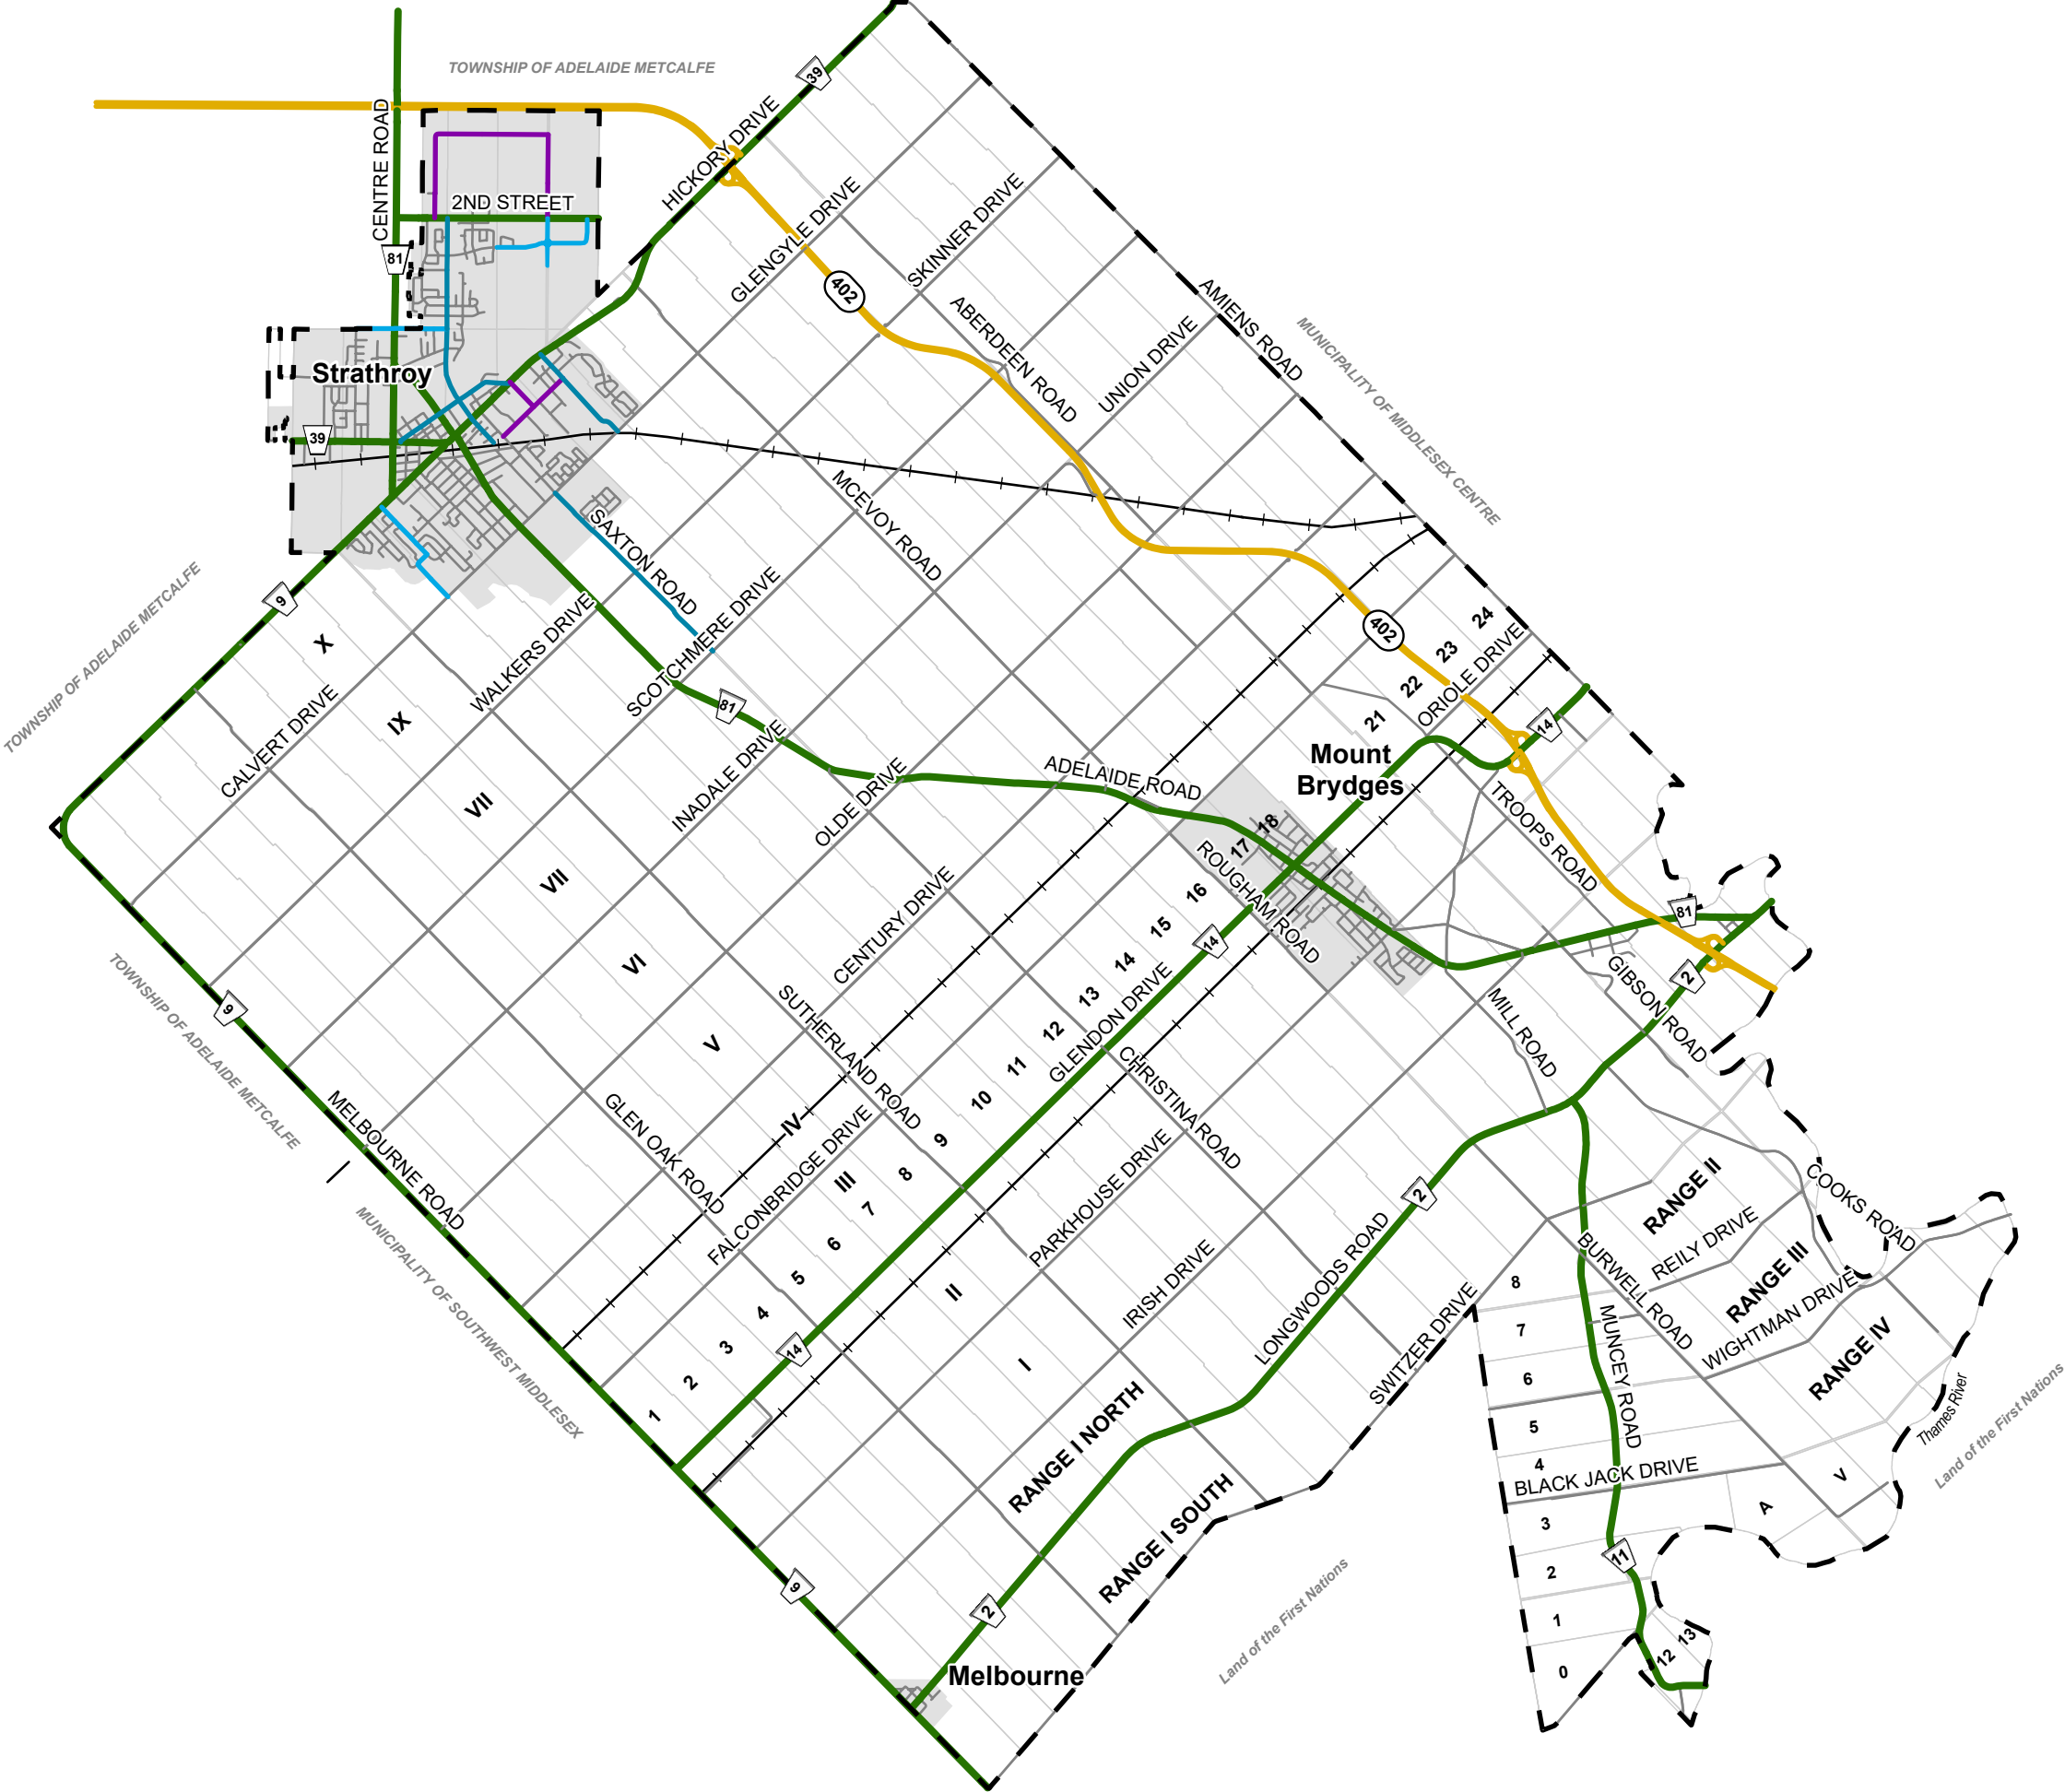 TOWNSHIP OF ADELAIDE METCALFE
39
CENTRE ROAD
HICKORY DRIVE
2ND STREET
81
GLENGYLE DRIVE
SKINNER DRIVE
402
ABERDEEN ROAD
AMIENS ROAD
UNION DRIVE
MUNICIPALITY OF MIDDLESEX CENTRE
Strathroy
39
MCEVOY ROAD
SAXTON ROAD
TOWNSHIP OF ADELAIDE METCALFE
9
X
WALKERS DRIVE
SCOTCHMERE DRIVE
402
24
23
22
21
ORIOLE DRIVE
14
CALVERT DRIVE
IX
81
INADALE DRIVE
OLDE DRIVE
ADELAIDE ROAD
Mount
Brydges
VII
TROOPS ROAD
18
17
ROUGHAM ROAD
16
15
14
13
12
11
10
9
8
7
6
5
4
3
2
1
VII
CENTURY DRIVE
14
81
VI
SUTHERLAND ROAD
GLENDON DRIVE
GIBSON ROAD
2
MILL ROAD
TOWNSHIP OF ADELAIDE METCALFE
9
V
CHRISTINA ROAD
MELBOURNE ROAD
GLEN OAK ROAD
IV
FALCONBRIDGE DRIVE
III
PARKHOUSE DRIVE
2
RANGE II
COOKS ROAD
REILY DRIVE
RANGE III
MUNICIPALITY OF SOUTHWEST MIDDLESEX
II
IRISH DRIVE
LONGWOODS ROAD
SWITZER DRIVE
BURWELL ROAD
WIGHTMAN DRIVE
RANGE IV
14
I
MUNCEY ROAD
8
7
6
5
4
BLACK JACK DRIVE
3
2
1
0
V
A
Thames River
Land of the First Nations
RANGE I NORTH
RANGE I SOUTH
11
9
2
13
12
Land of the First Nations
Melbourne